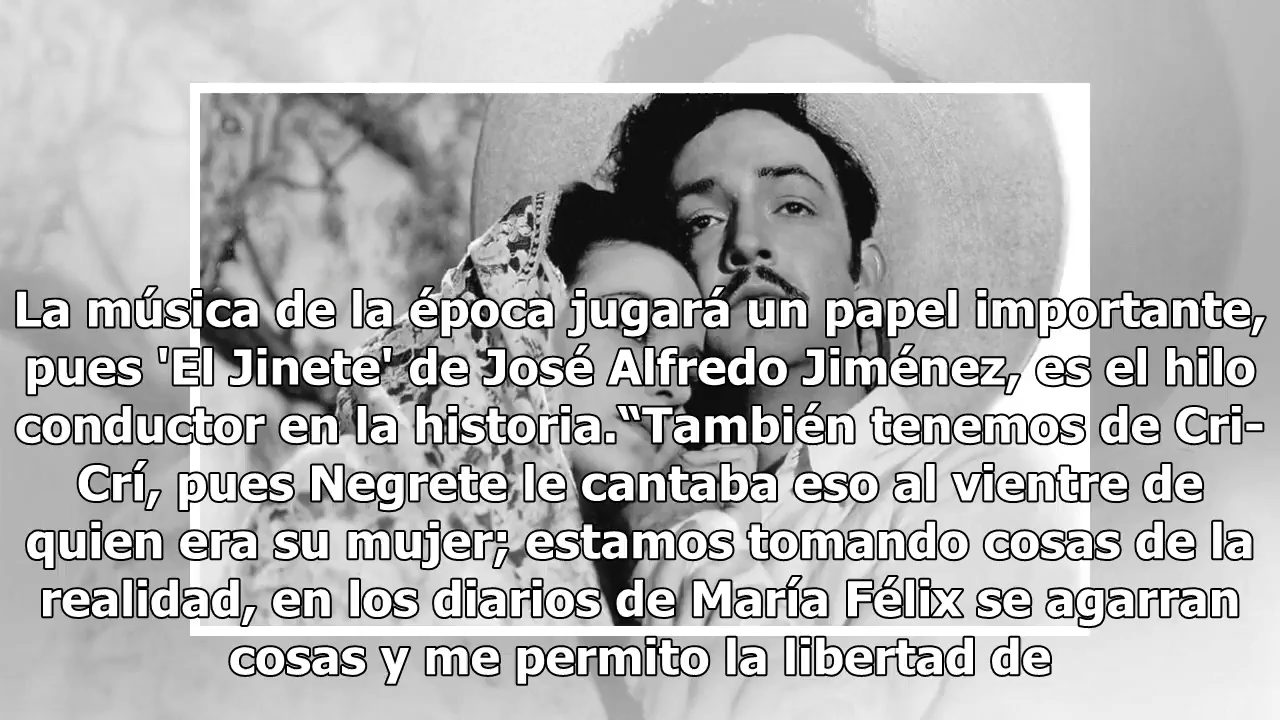 La música de la época jugará un papel importante,
pues 'El Jinete' de José Alfredo Jiménez, es el hilo
conductor en la historia.“También tenemos de Cri-
Crí, pues Negrete le cantaba eso al vientre de
quien era su mujer; estamos tomando cosas de la
realidad, en los diarios de María Félix se agarran
cosas y me permito la libertad de